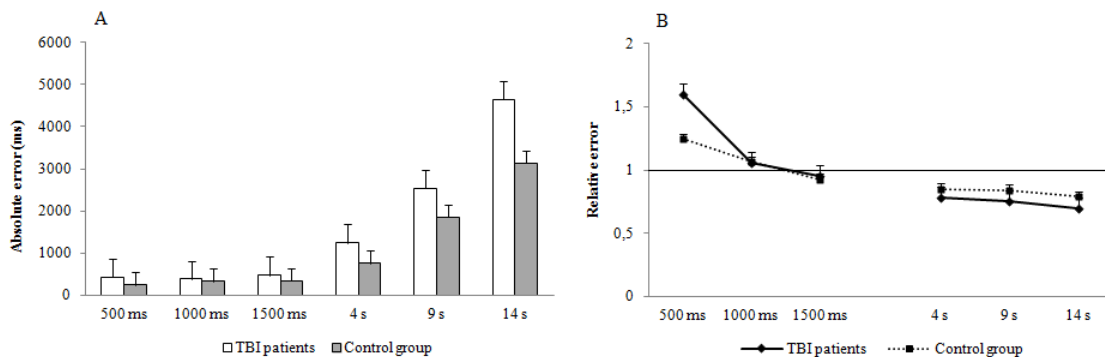 A
Absolute error (ms)
6000
5000
4000
3000
2000
1000
0
500 ms 1000 ms 1500 ms 4 s 9 s 14 s
TBI patients Control group
B
Relative error
2
1,5
1
0,5
0
500 ms 1000 ms 1500 ms 4 s 9 s 14 s
TBI patients Control group